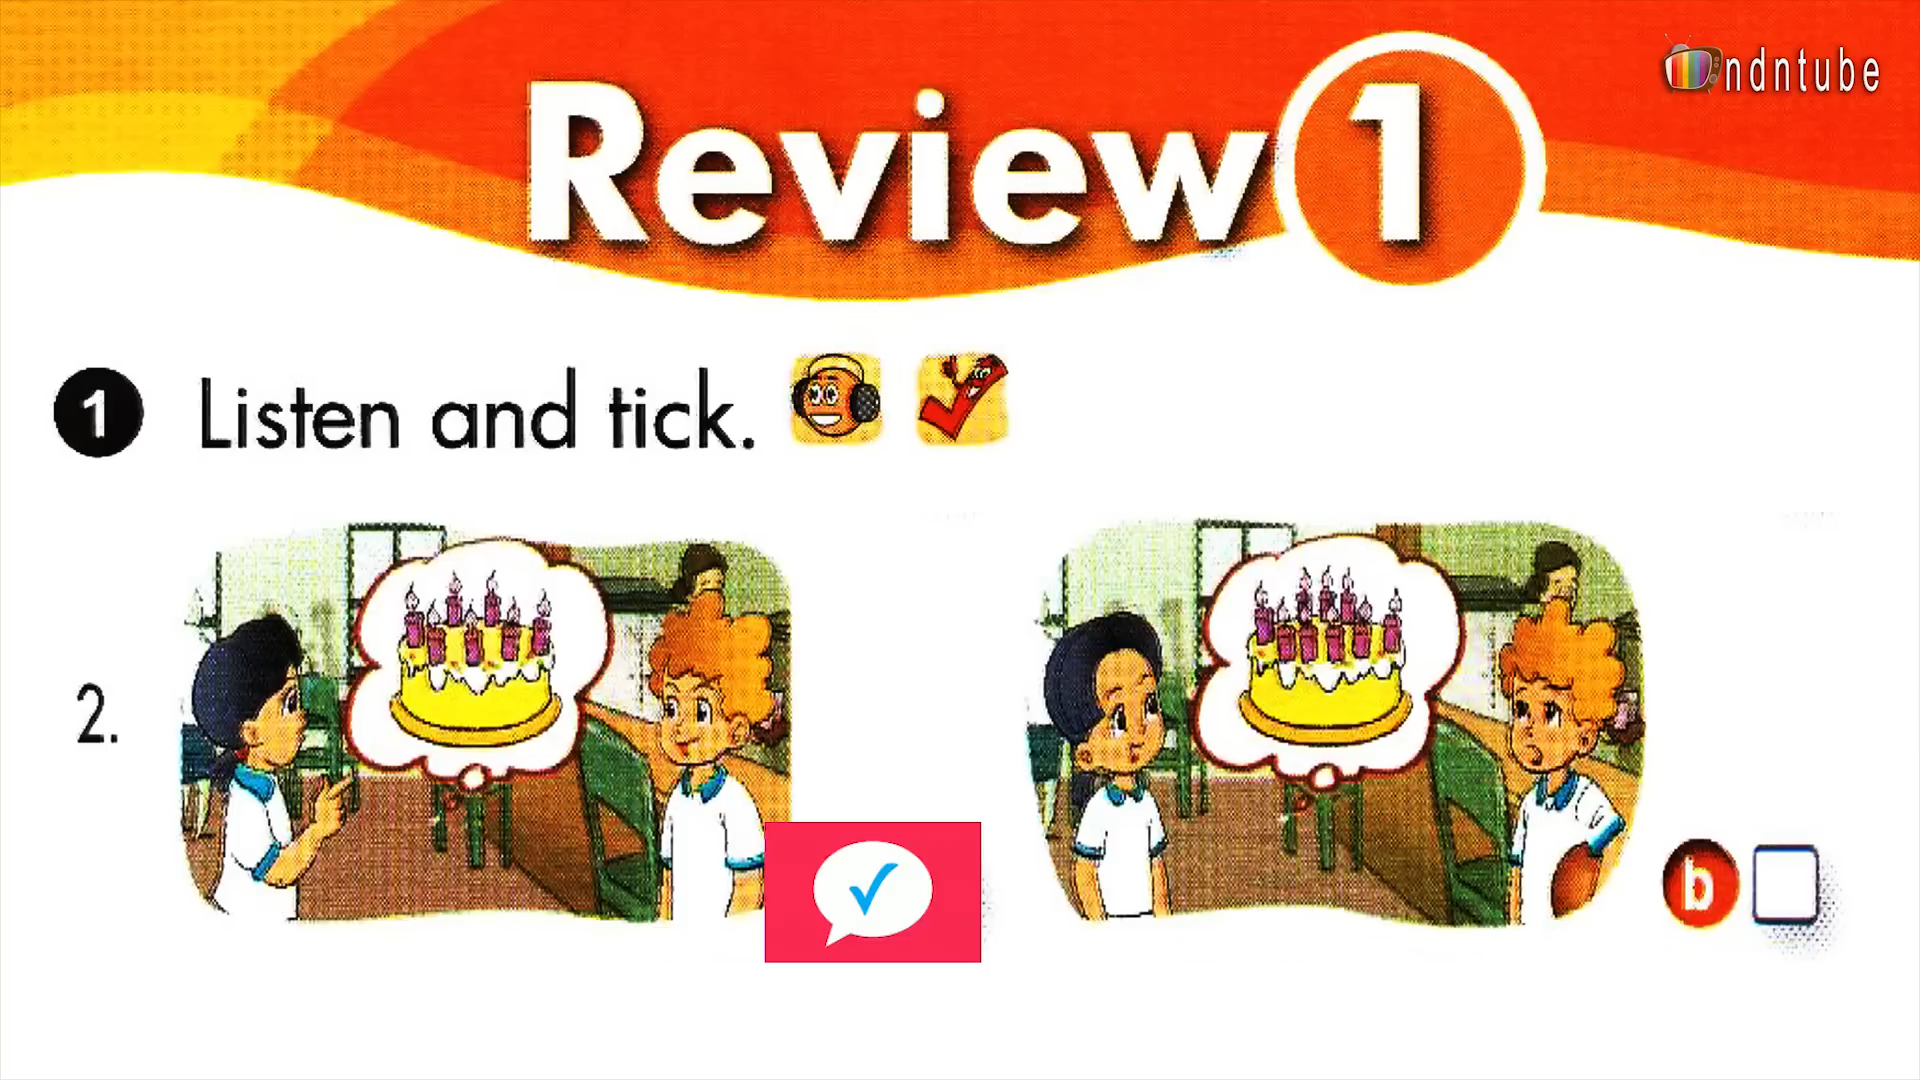 ndntube
Review 1
1 Listen and tick.
2.
b